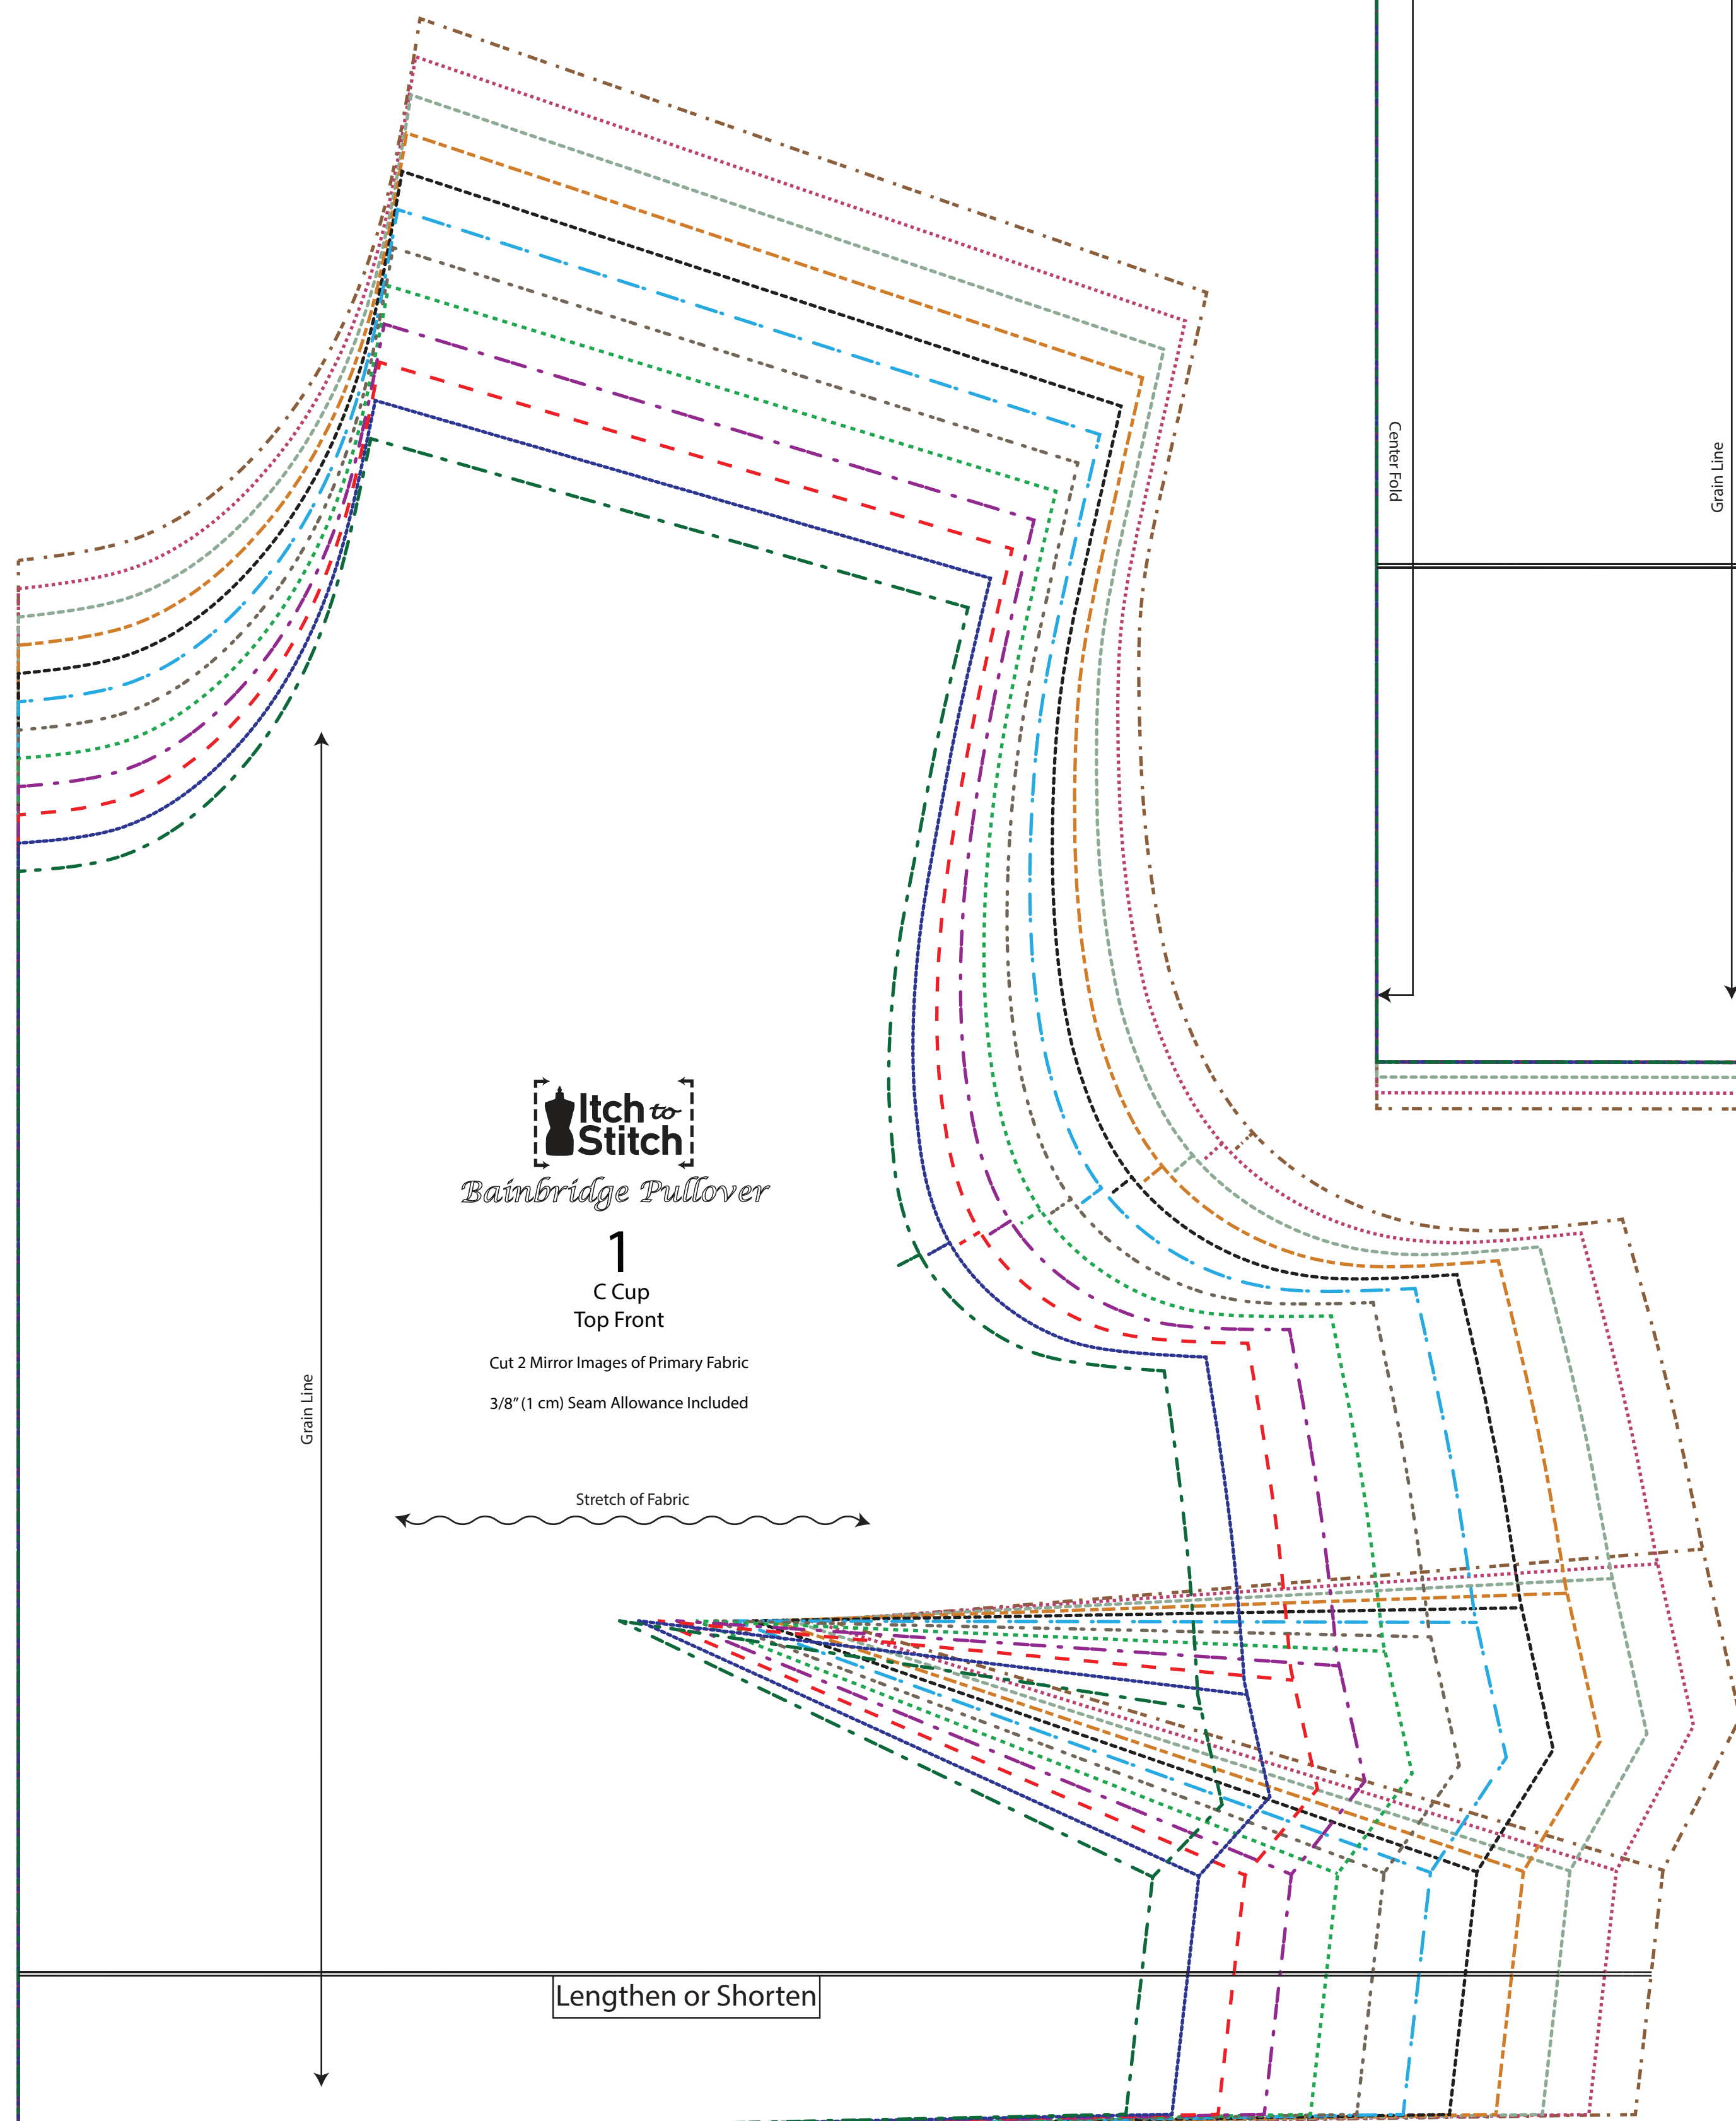 Center Fold
Grain Line
Itch to
Stitch
Bainbridge Pullover
1
C Cup
Top Front
Cut 2 Mirror Images of Primary Fabric
3/8” (1 cm) Seam Allowance Included
Grain Line
Stretch of Fabric
Lengthen or Shorten